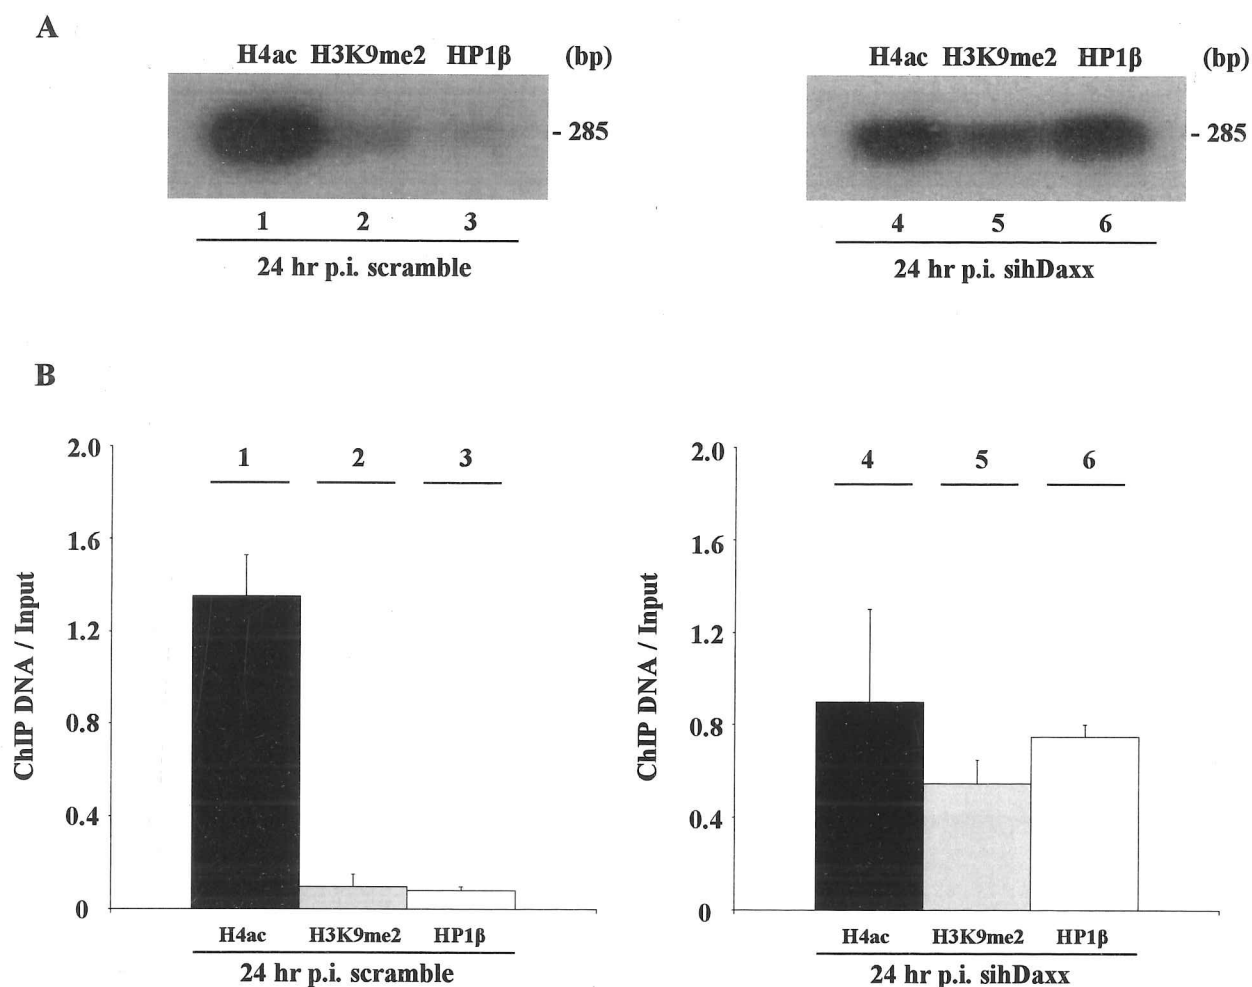 A
H4ac H3K9me2 HP1β (bp)
- 285
1 2 3
24 hr p.i. scramble
H4ac H3K9me2 HP1β (bp)
- 285
4 5 6
24 hr p.i. sihDaxx
B
ChIP DNA / Input
2.0
1.6
1.2
0.8
0.4
0
1 2 3
H4ac H3K9me2 HP1β
24 hr p.i. scramble
ChIP DNA / Input
2.0
1.6
1.2
0.8
0.4
0
4 5 6
H4ac H3K9me2 HP1β
24 hr p.i. sihDaxx